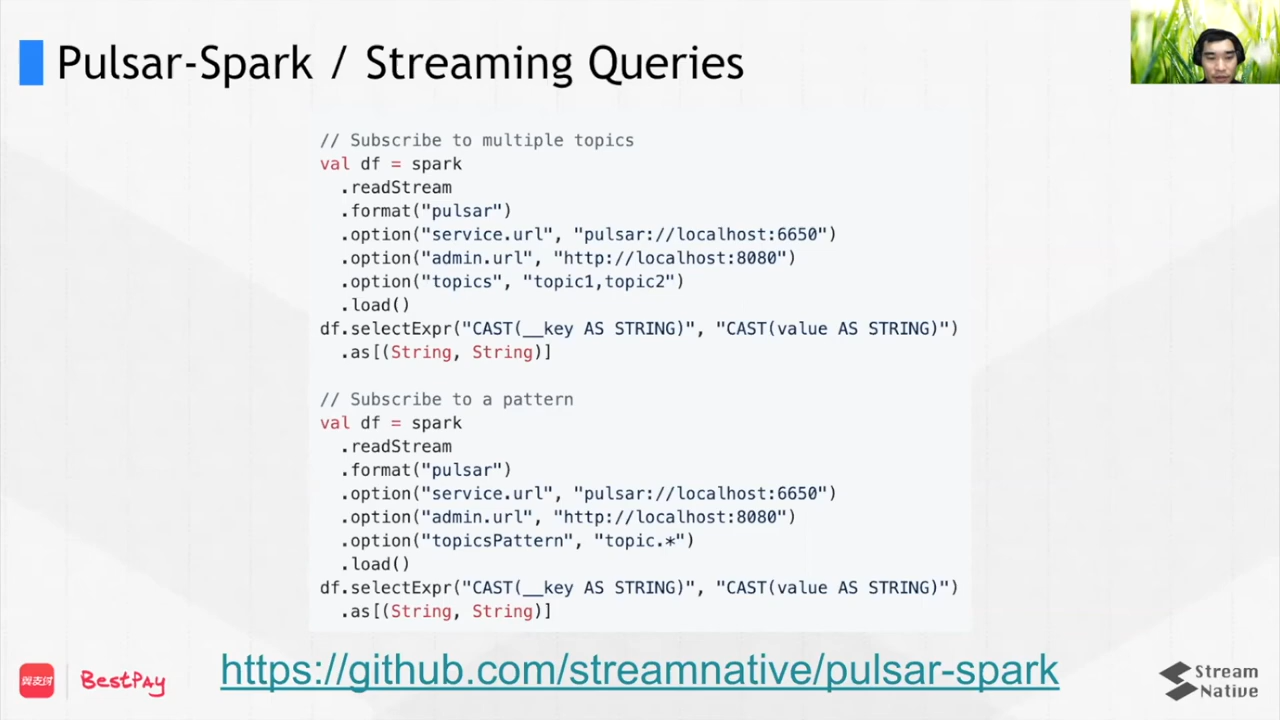 Pulsar-Spark / Streaming Queries
// Subscribe to multiple topics
val df = spark
.readStream
.format("pulsar")
.option("service.url", "pulsar://localhost:6650")
.option("admin.url", "http://localhost:8080")
.option("topics", "topic1,topic2")
.load()
df.selectExpr("CAST(__key AS STRING)", "CAST(value AS STRING)")
.as[(String, String)]
// Subscribe to a pattern
val df = spark
.readStream
.format("pulsar")
.option("service.url", "pulsar://localhost:6650")
.option("admin.url", "http://localhost:8080")
.option("topicsPattern", "topic.*")
.load()
df.selectExpr("CAST(__key AS STRING)", "CAST(value AS STRING)")
.as[(String, String)]
https://github.com/streamnative/pulsar-spark
翼支付
BestPay
Stream
Native